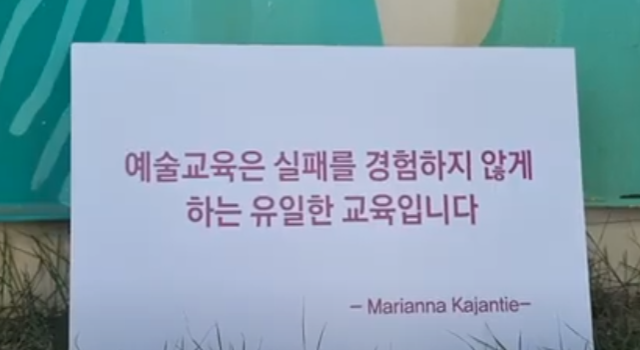 예술교육은 실패를 경험하지 않게
하는 유일한 교육입니다
– Marianna Kajantie–